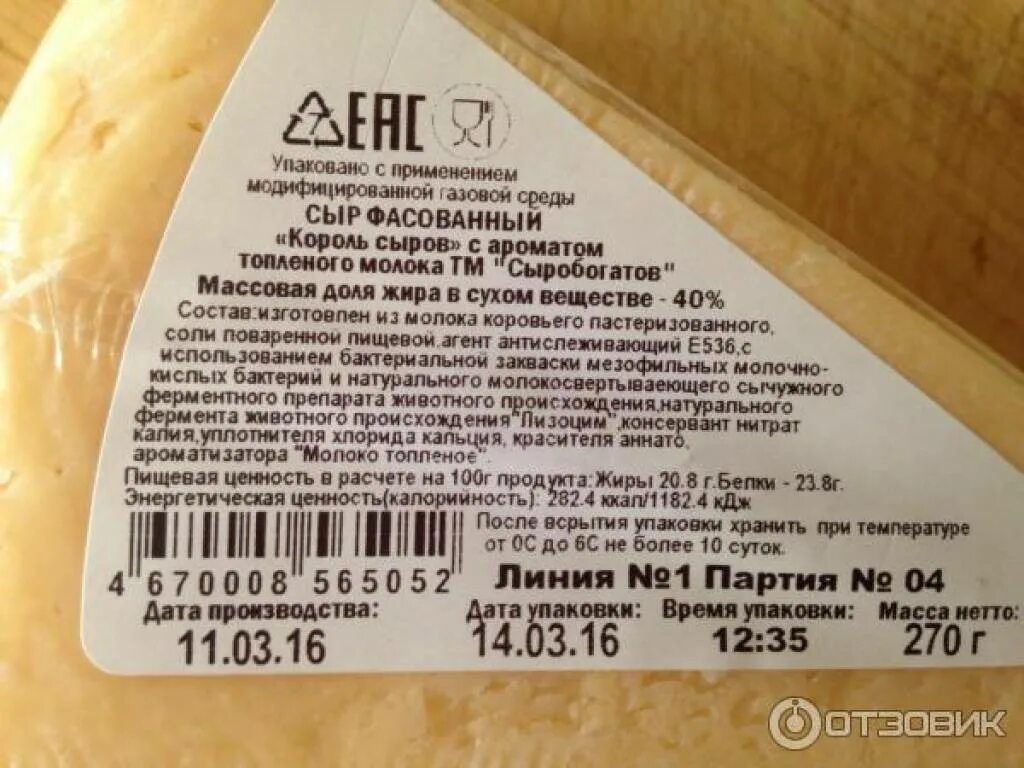 7 ЕАС
Упаковано с применением
модифицированной газовой среды
СЫР ФАСОВАННЫЙ
«Король сыров» с ароматом
топленого молока ТМ "Сыробогатов"
Массовая доля жира в сухом веществе - 40%
Состав:изготовлен из молока коровьего пастеризованного,
соли поваренной пищевой,агент антислеживающий Е536,с
использованием бактериальной закваски мезофильных молочно-
кислых бактерий и натурального молокосвертываеющего сычужного
ферментного препарата животного происхождения,натурального
фермента животного происхождения"Лизоцим",консервант нитрат
калия,уплотнителя хлорида кальция, красителя аннато,
ароматизатора "Молоко топленое".
Пищевая ценность в расчете на 100г продукта:Жиры 20.8 г.Белки - 23.8г.
Энергетическая ценность(калорийность): 282.4 ккал/1182.4 кДж
После всрытия упаковки хранить при температуре
от 0С до 6С не более 10 суток.
4 670008 565052
Линия №1 Партия № 04
Дата производства: Дата упаковки: Время упаковки: Масса нетто:
11.03.16 14.03.16 12:35 270 г
ОТЗОВИК